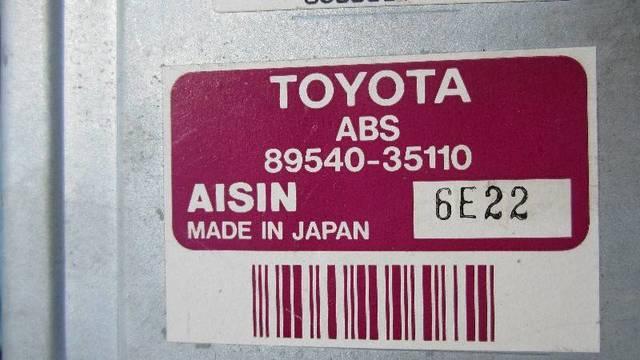 TOYOTA
ABS
89540-35110
AISIN
6E22
MADE IN JAPAN